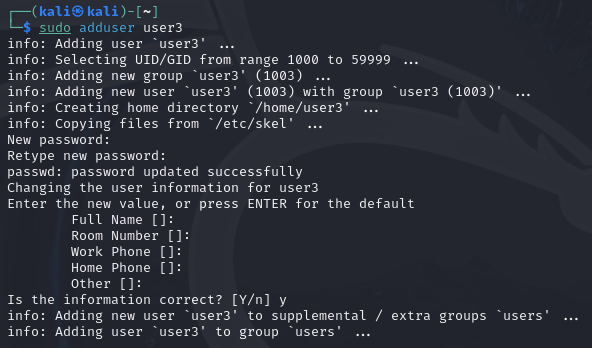 ┌──(kali㉿kali)-[~]
└─$ sudo adduser user3
info: Adding user `user3' ...
info: Selecting UID/GID from range 1000 to 59999 ...
info: Adding new group `user3' (1003) ...
info: Adding new user `user3' (1003) with group `user3 (1003)' ...
info: Creating home directory `/home/user3' ...
info: Copying files from `/etc/skel' ...
New password:
Retype new password:
passwd: password updated successfully
Changing the user information for user3
Enter the new value, or press ENTER for the default
        Full Name []:
        Room Number []:
        Work Phone []:
        Home Phone []:
        Other []:
Is the information correct? [Y/n] y
info: Adding new user `user3' to supplemental / extra groups `users' ...
info: Adding user `user3' to group `users' ...